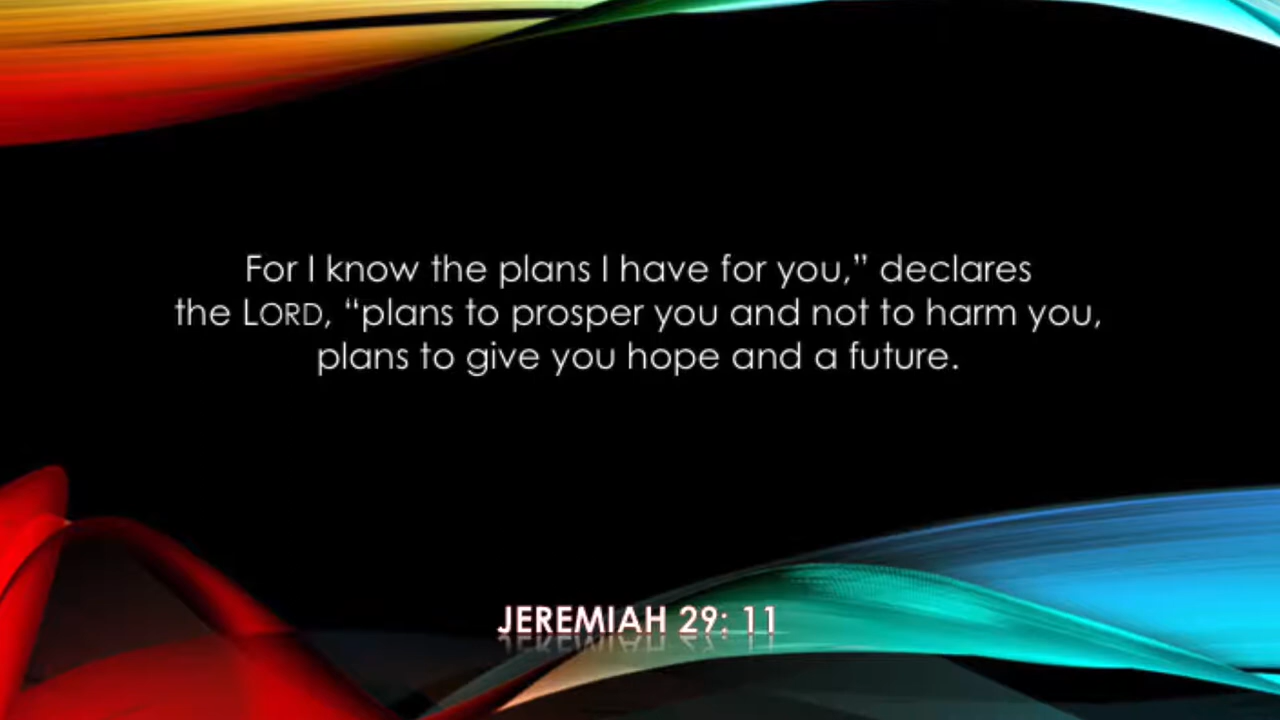 For I know the plans I have for you,” declares
the LORD, “plans to prosper you and not to harm you,
plans to give you hope and a future.
JEREMIAH 29: 11